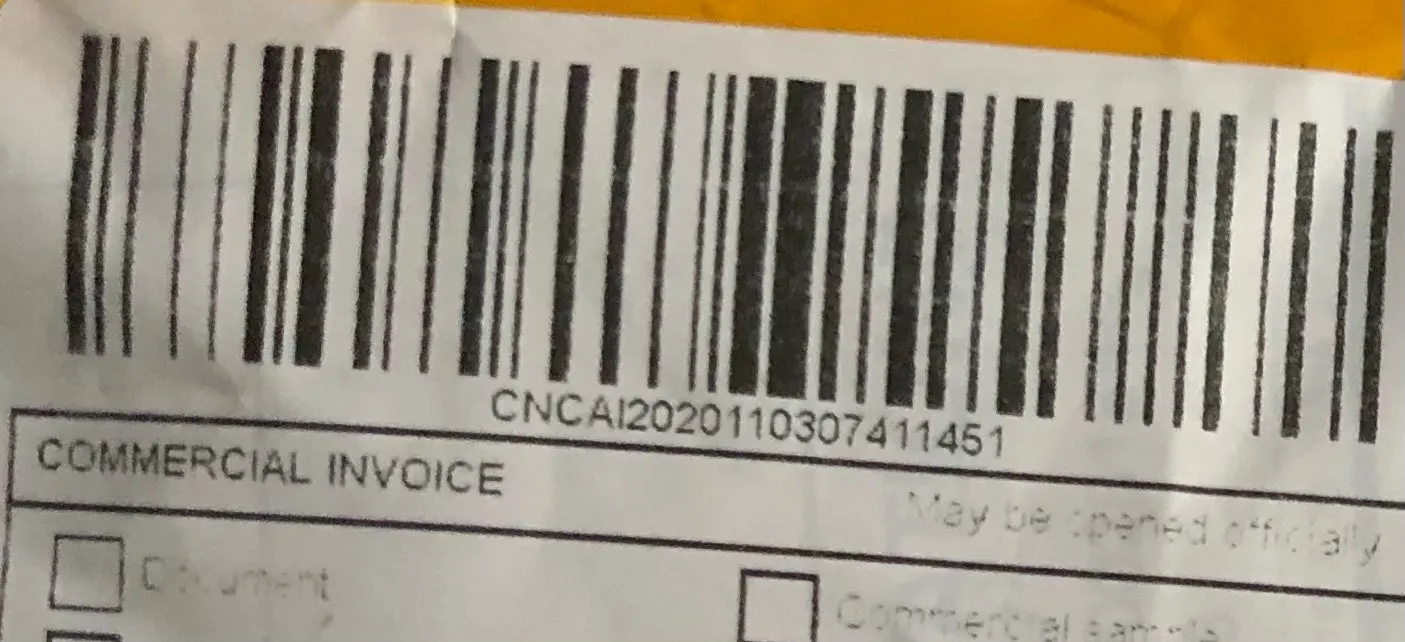 CNCAI2020110307411451
COMMERCIAL INVOICE
May be opened officially
Document
Commercial sample